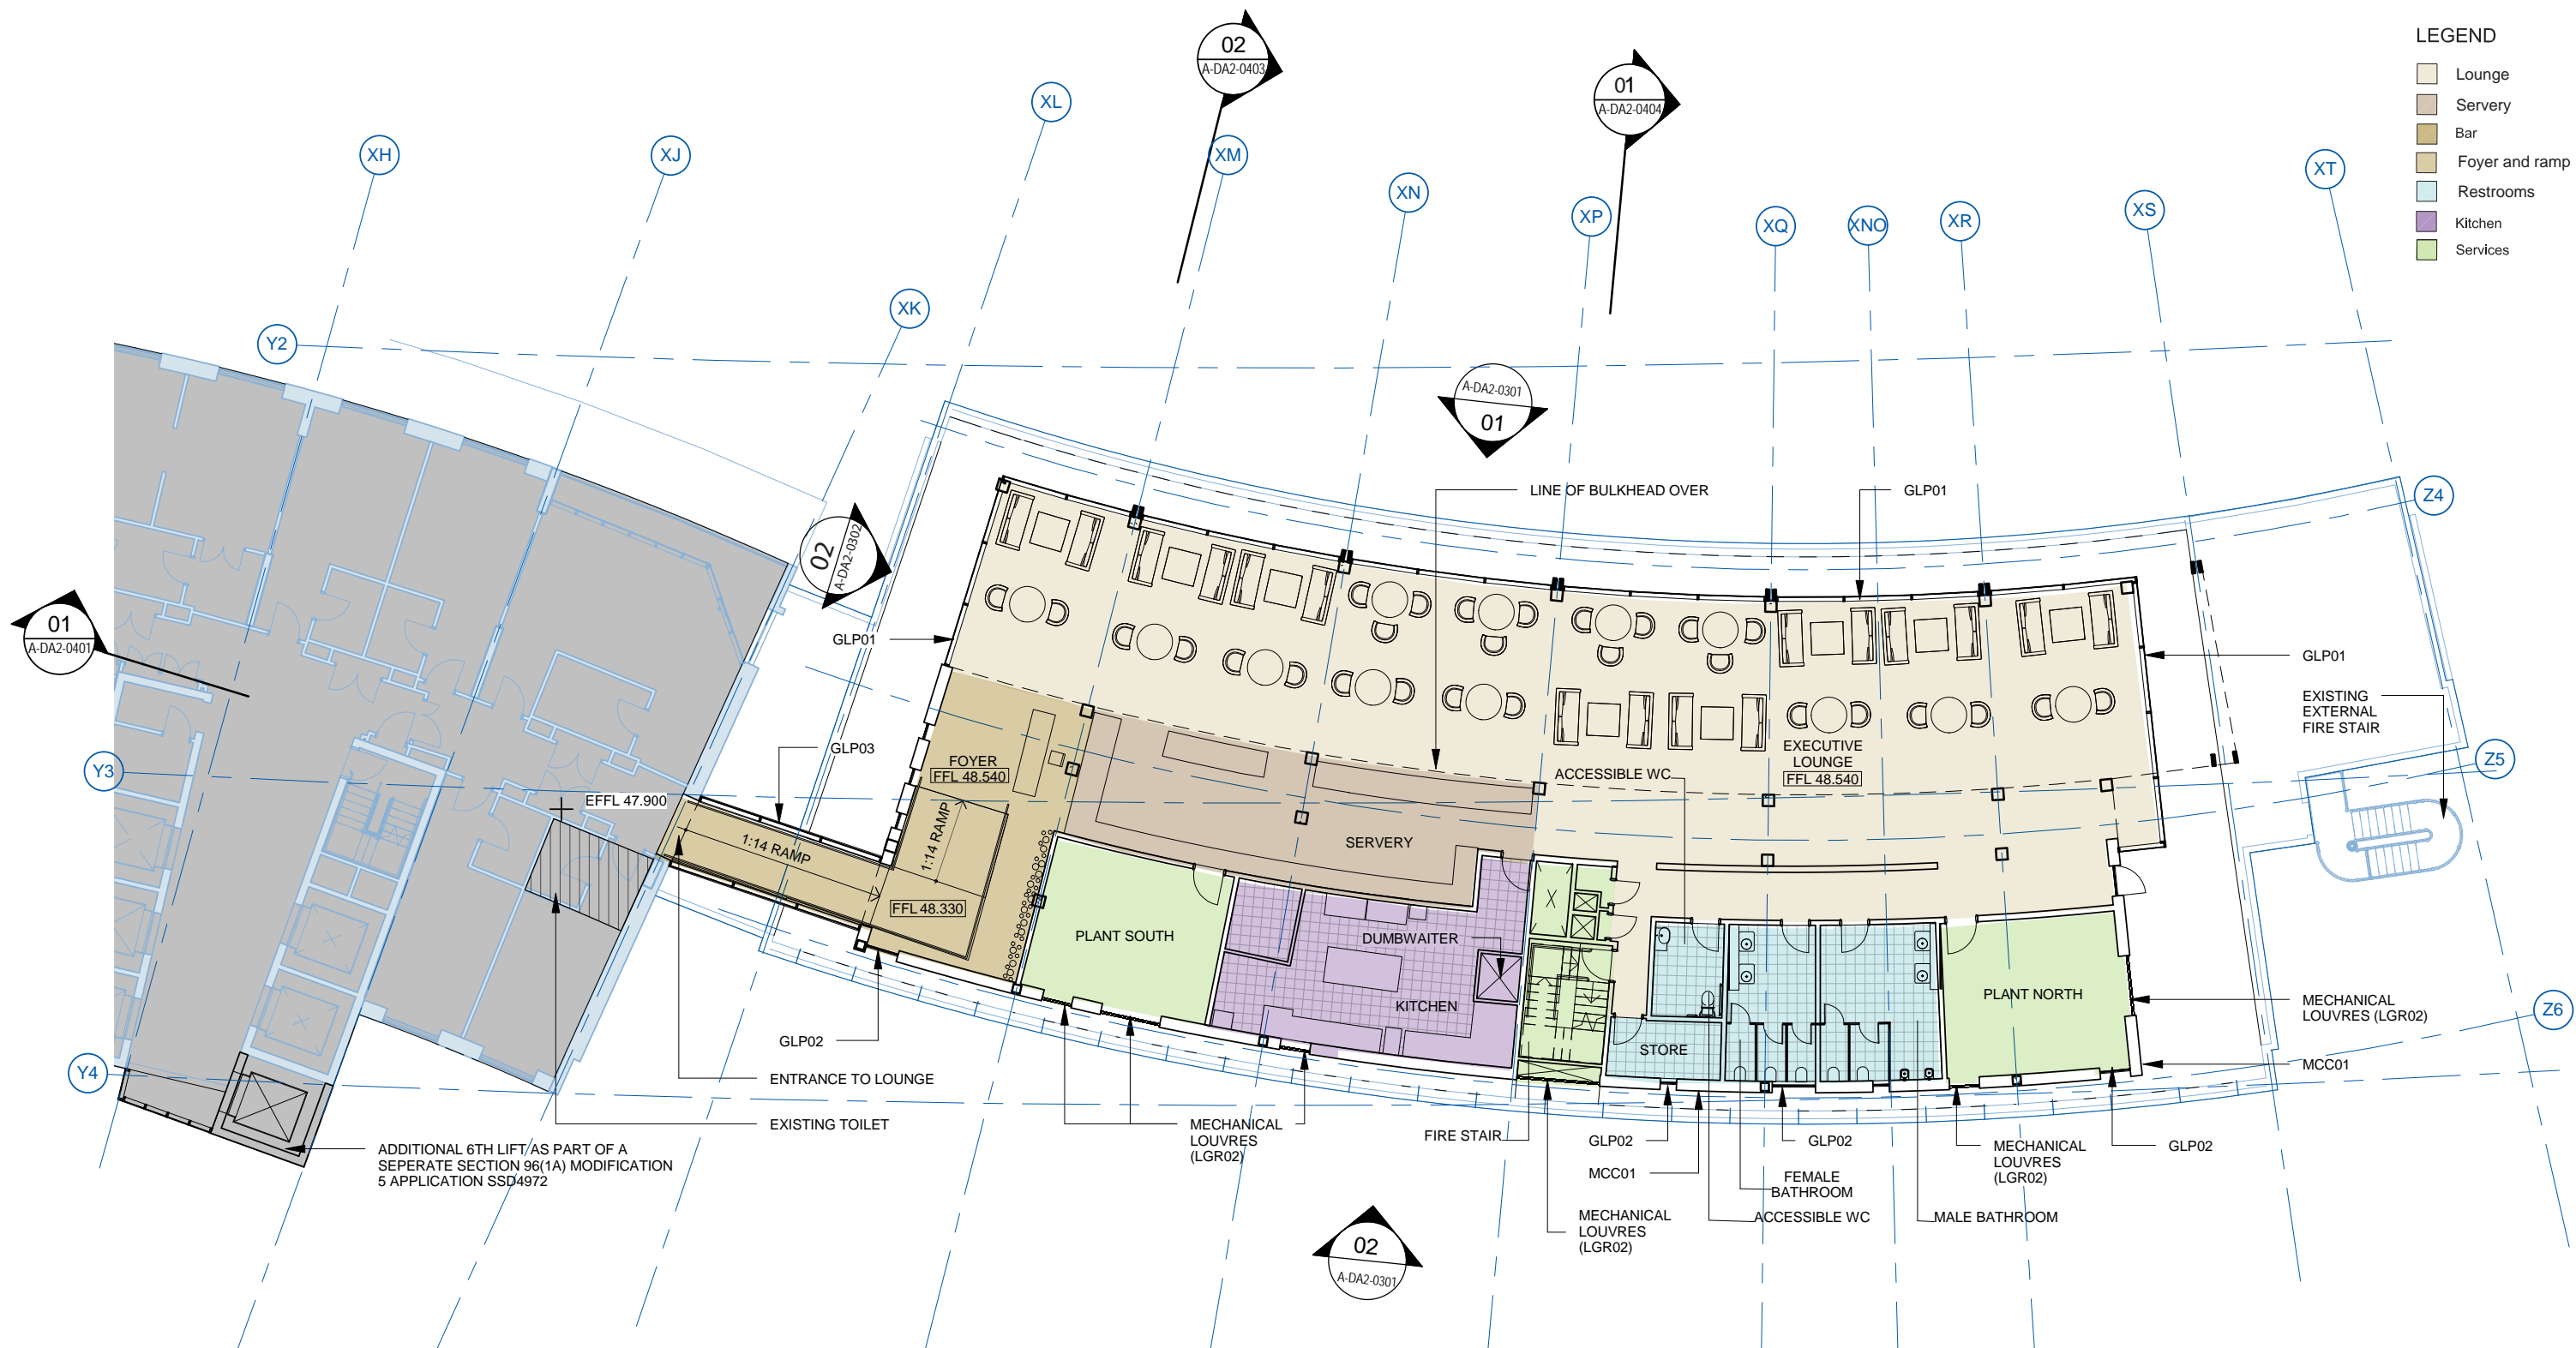 LEGEND
Lounge
Servery
Bar
Foyer and ramp
Restrooms
Kitchen
Services
02
A-DA2-0403
01
A-DA2-0404
XH
XJ
XK
XL
XM
XN
XP
XQ
XNO
XR
XS
XT
Y2
Y3
Y4
Z4
Z5
Z6
A-DA2-0301
01
02
A-DA2-0302
01
A-DA2-0401
02
A-DA2-0301
LINE OF BULKHEAD OVER
GLP01
GLP01
GLP01
EXISTING
EXTERNAL
FIRE STAIR
GLP03
FOYER
FFL 48.540
EXECUTIVE
LOUNGE
FFL 48.540
ACCESSIBLE WC
EFFL 47.900
1:14 RAMP
1:14 RAMP
FFL 48.330
SERVERY
PLANT SOUTH
DUMBWAITER
KITCHEN
STORE
PLANT NORTH
MECHANICAL
LOUVRES (LGR02)
MCC01
GLP02
ENTRANCE TO LOUNGE
EXISTING TOILET
ADDITIONAL 6TH LIFT AS PART OF A
SEPERATE SECTION 96(1A) MODIFICATION
5 APPLICATION SSD4972
MECHANICAL
LOUVRES
(LGR02)
FIRE STAIR
GLP02
MCC01
MECHANICAL
LOUVRES
(LGR02)
GLP02
FEMALE
BATHROOM
ACCESSIBLE WC
MALE BATHROOM
MECHANICAL
LOUVRES
(LGR02)
GLP02